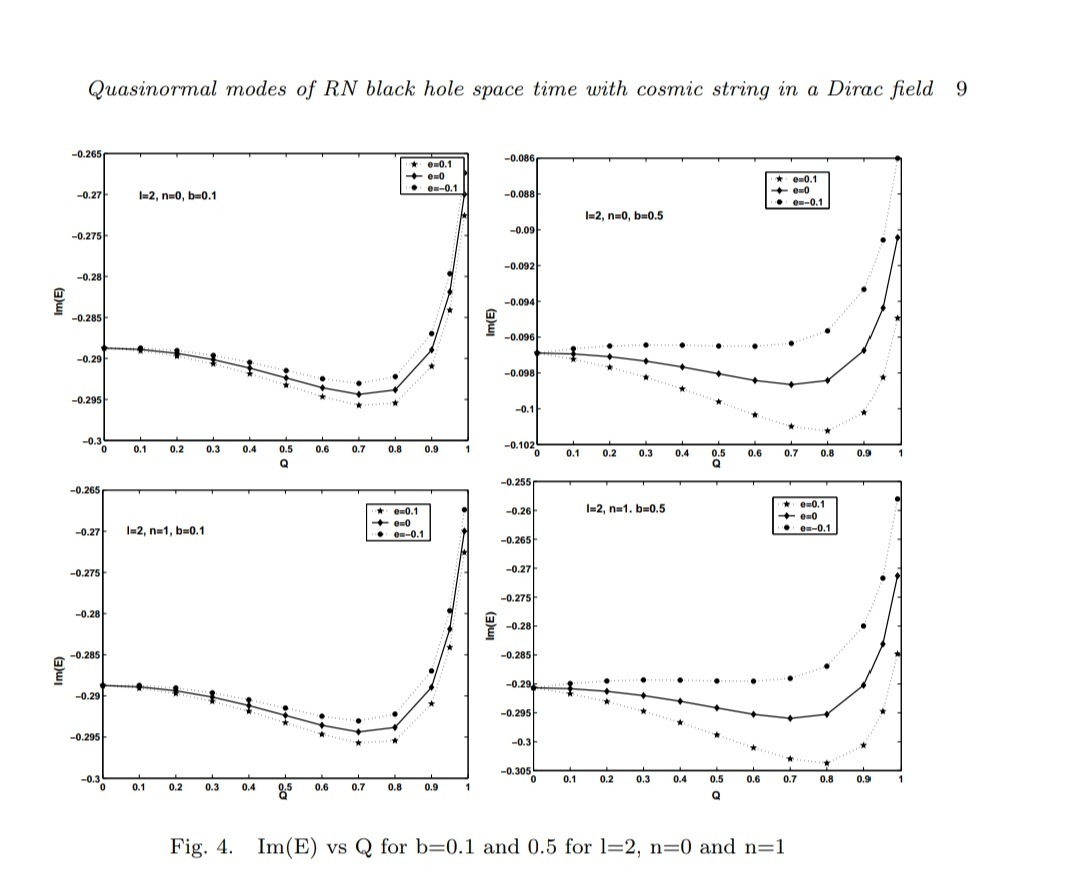 Quasinormal modes of RN black hole space time with cosmic string in a Dirac field 9
−0.265
−0.27
−0.275
−0.28
−0.285
−0.29
−0.295
−0.3
Im(E)
l=2, n=0, b=0.1
e=0.1
e=0
e=−0.1
0 0.1 0.2 0.3 0.4 0.5 0.6 0.7 0.8 0.9 1
Q
−0.086
−0.088
−0.09
−0.092
−0.094
−0.096
−0.098
−0.1
−0.102
Im(E)
l=2, n=0, b=0.5
e=0.1
e=0
e=−0.1
0 0.1 0.2 0.3 0.4 0.5 0.6 0.7 0.8 0.9 1
Q
−0.265
−0.27
−0.275
−0.28
−0.285
−0.29
−0.295
−0.3
Im(E)
l=2, n=1, b=0.1
e=0.1
e=0
e=−0.1
0 0.1 0.2 0.3 0.4 0.5 0.6 0.7 0.8 0.9 1
Q
−0.255
−0.26
−0.265
−0.27
−0.275
−0.28
−0.285
−0.29
−0.295
−0.3
−0.305
Im(E)
l=2, n=1. b=0.5
e=0.1
e=0
e=−0.1
0 0.1 0.2 0.3 0.4 0.5 0.6 0.7 0.8 0.9 1
Q
Fig. 4. Im(E) vs Q for b=0.1 and 0.5 for l=2, n=0 and n=1